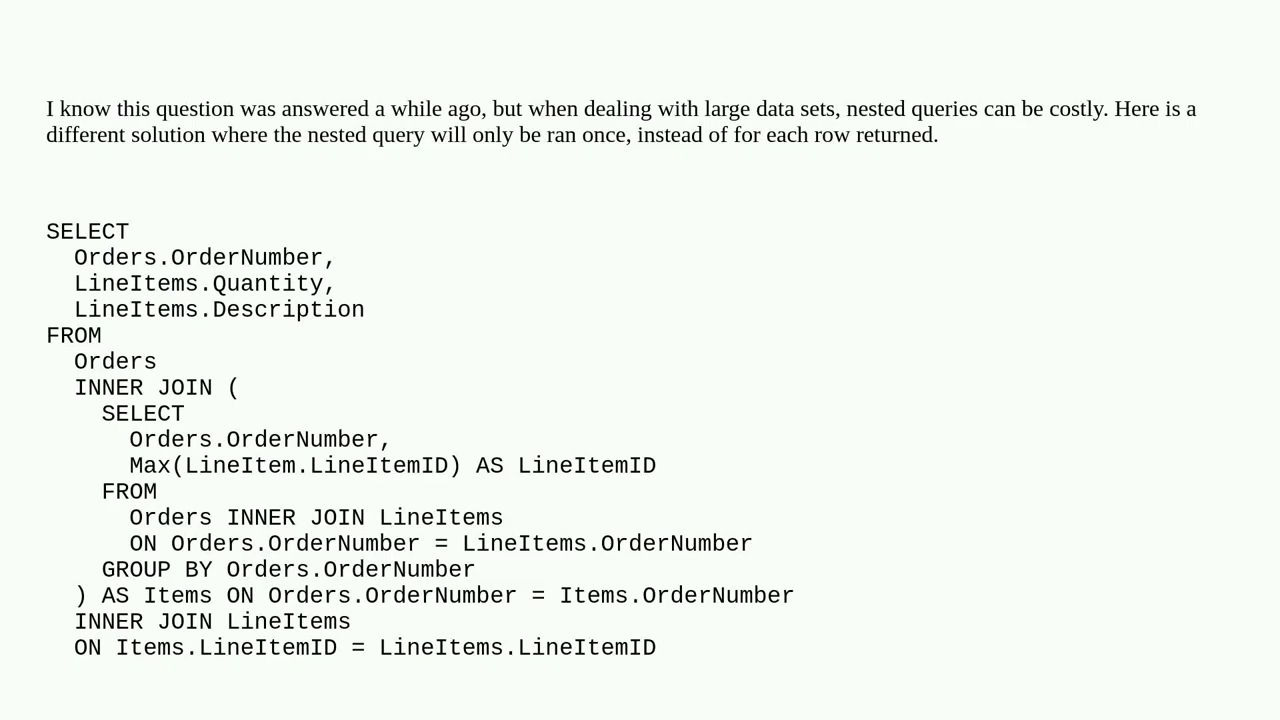 I know this question was answered a while ago, but when dealing with large data sets, nested queries can be costly. Here is a
different solution where the nested query will only be ran once, instead of for each row returned.
SELECT
  Orders.OrderNumber,
  LineItems.Quantity,
  LineItems.Description
FROM
  Orders
  INNER JOIN (
    SELECT
      Orders.OrderNumber,
      Max(LineItem.LineItemID) AS LineItemID
    FROM
      Orders INNER JOIN LineItems
      ON Orders.OrderNumber = LineItems.OrderNumber
    GROUP BY Orders.OrderNumber
  ) AS Items ON Orders.OrderNumber = Items.OrderNumber
  INNER JOIN LineItems
  ON Items.LineItemID = LineItems.LineItemID